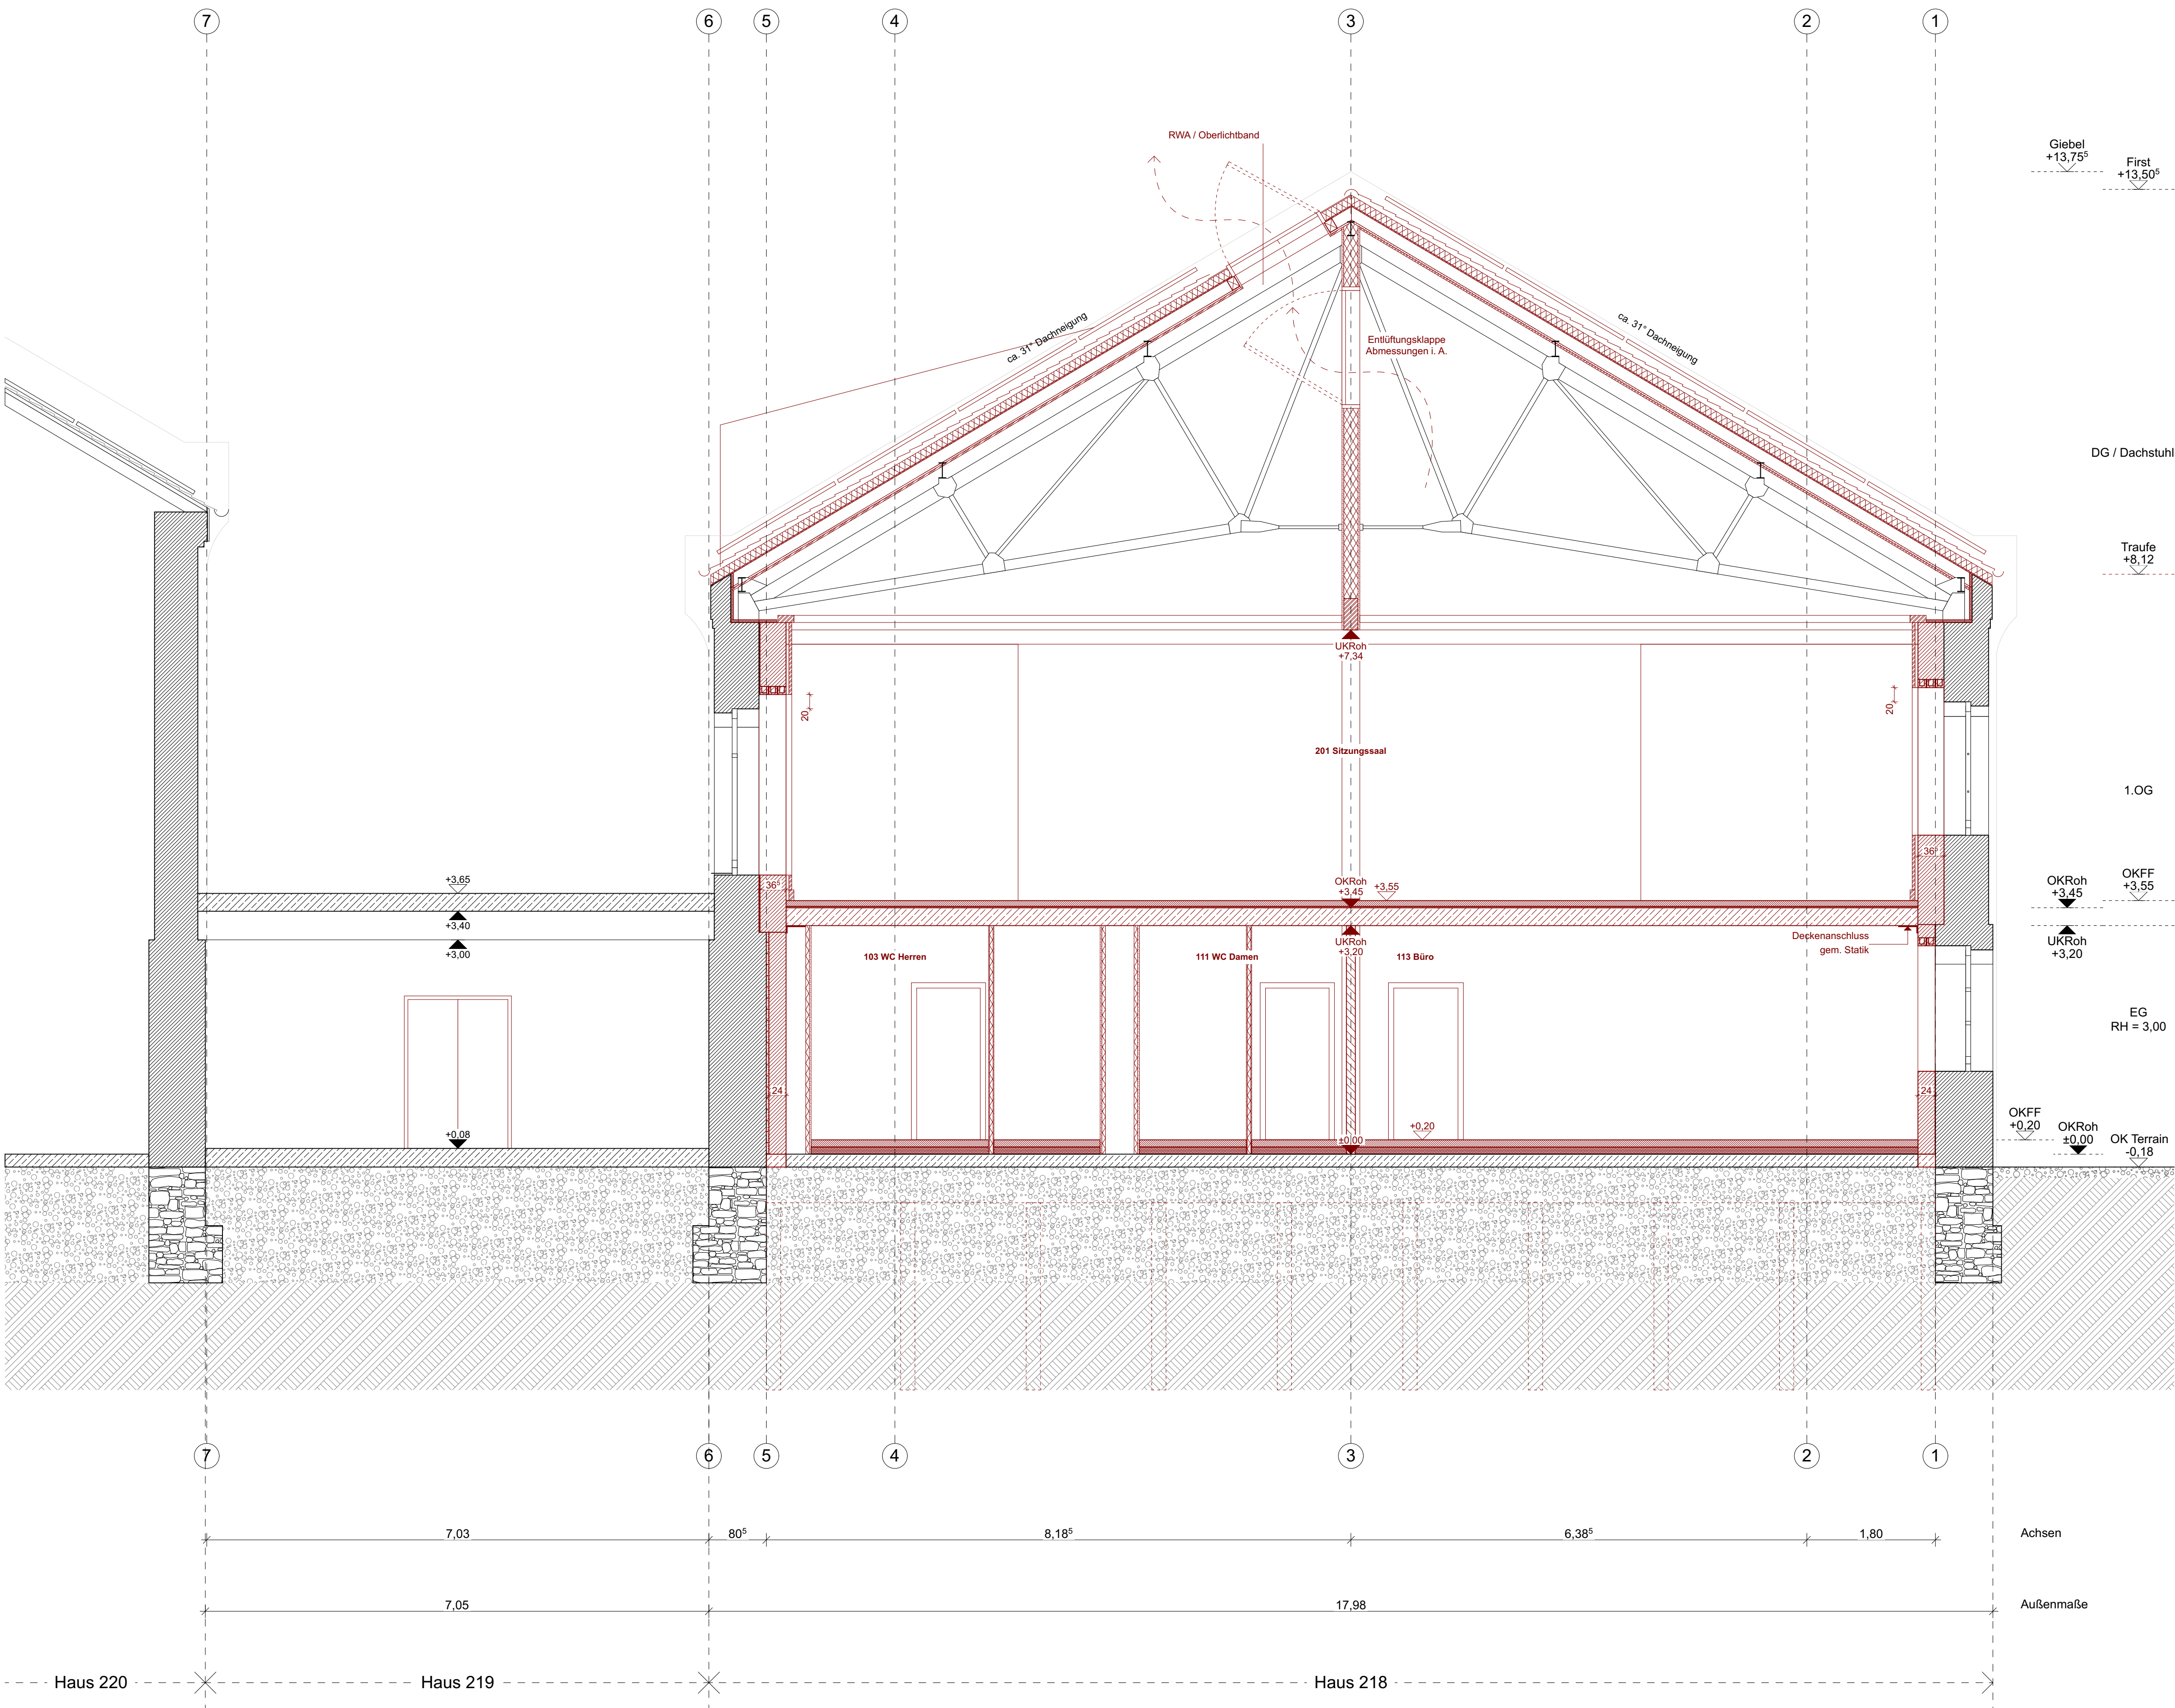 7
6
5
4
3
2
1
RWA / Oberlichtband
Giebel
+13,75⁵
First
+13,50⁵
ca. 31° Dachneigung
ca. 31° Dachneigung
Entlüftungsklappe
Abmessungen i. A.
DG / Dachstuhl
Traufe
+8,12
UKRoh
+7,34
20
20
201 Sitzungssaal
1.OG
36⁵
36⁵
+3,65
+3,40
+3,00
OKRoh
+3,45
+3,55
OKRoh
+3,45
OKFF
+3,55
UKRoh
+3,20
UKRoh
+3,20
Deckenanschluss
gem. Statik
103 WC Herren
111 WC Damen
113 Büro
EG
RH = 3,00
24
24
+0,08
±0,00
+0,20
OKFF
+0,20
OKRoh
±0,00
OK Terrain
-0,18
7
6
5
4
3
2
1
7,03
80⁵
8,18⁵
6,38⁵
1,80
Achsen
7,05
17,98
Außenmaße
Haus 220
Haus 219
Haus 218